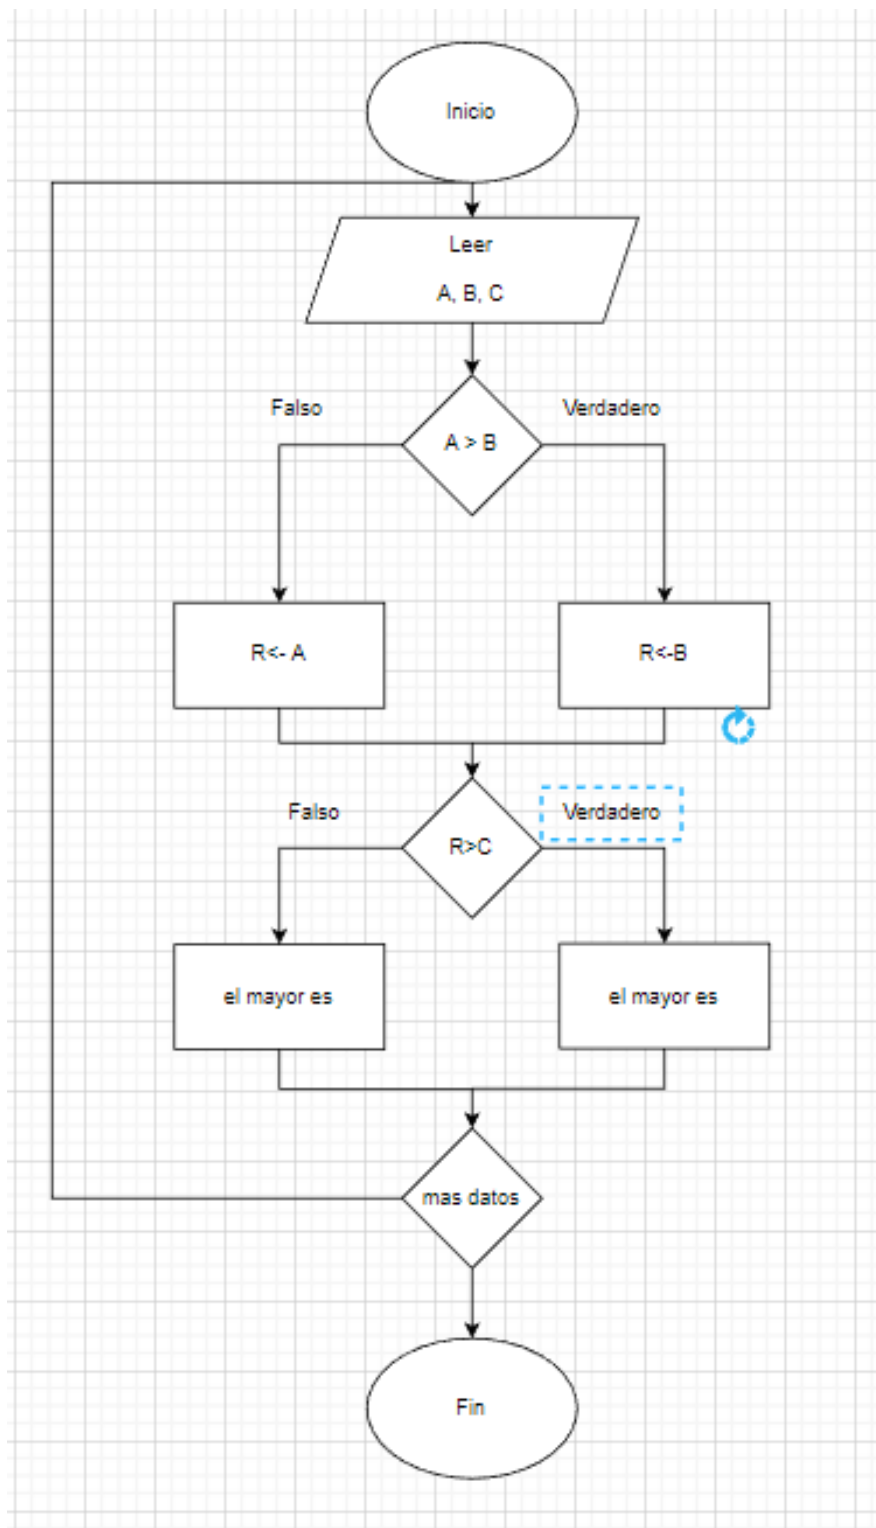 Inicio
Leer
A, B, C
Falso
Verdadero
A > B
R<- A
R<-B
Falso
Verdadero
R>C
el mayor es
el mayor es
mas datos
Fin